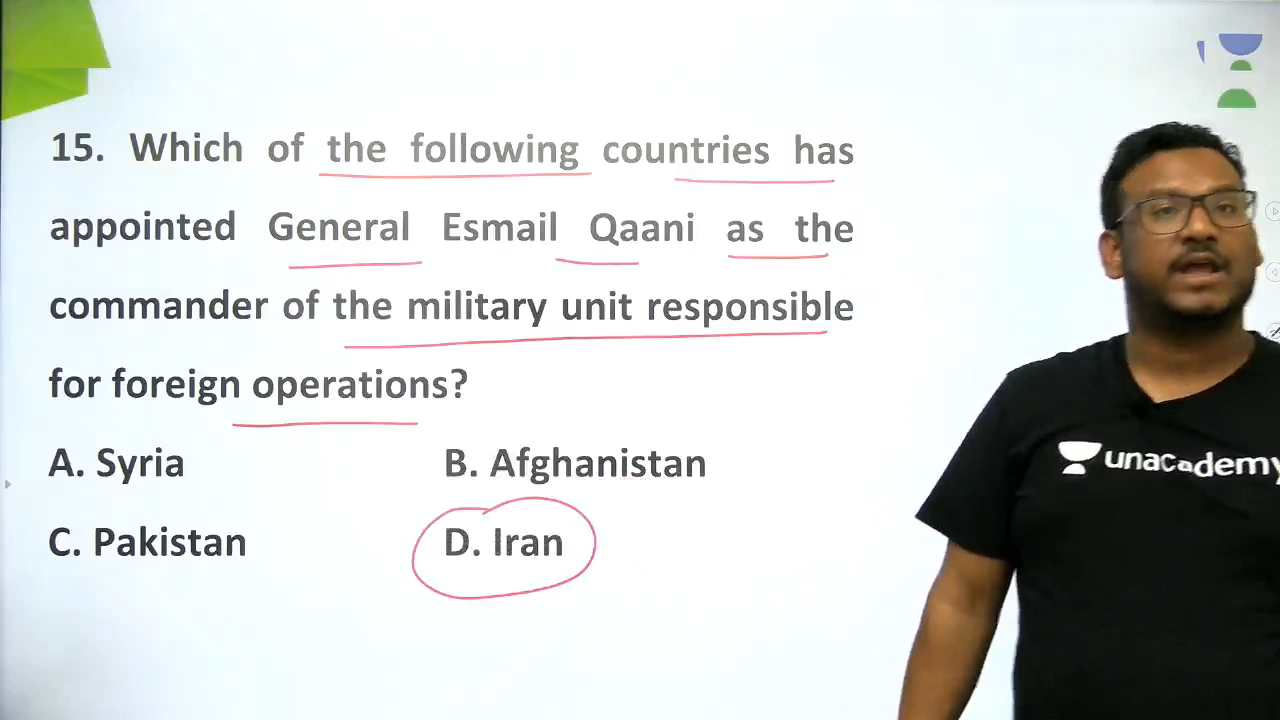 15. Which of the following countries has
appointed General Esmail Qaani as the
commander of the military unit responsible
for foreign operations?
A. Syria B. Afghanistan
C. Pakistan D. Iran
unacademy